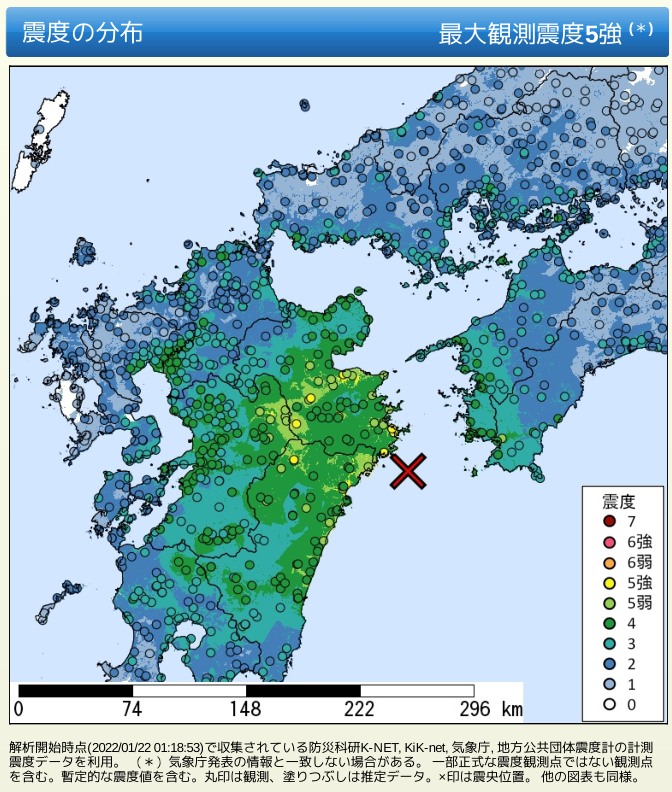 震度の分布
最大観測震度5強 (＊)
震度
7
6強
6弱
5強
5弱
4
3
2
1
0
0 74 148 222 296 km
解析開始時点(2022/01/22 01:18:53)で収集されている防災科研K-NET, KiK-net, 気象庁, 地方公共団体震度計の計測
震度データを利用。 （＊）気象庁発表の情報と一致しない場合がある。 一部正式な震度観測点ではない観測点
を含む。暫定的な震度値を含む。丸印は観測、塗りつぶしは推定データ。×印は震央位置。 他の図表も同様。